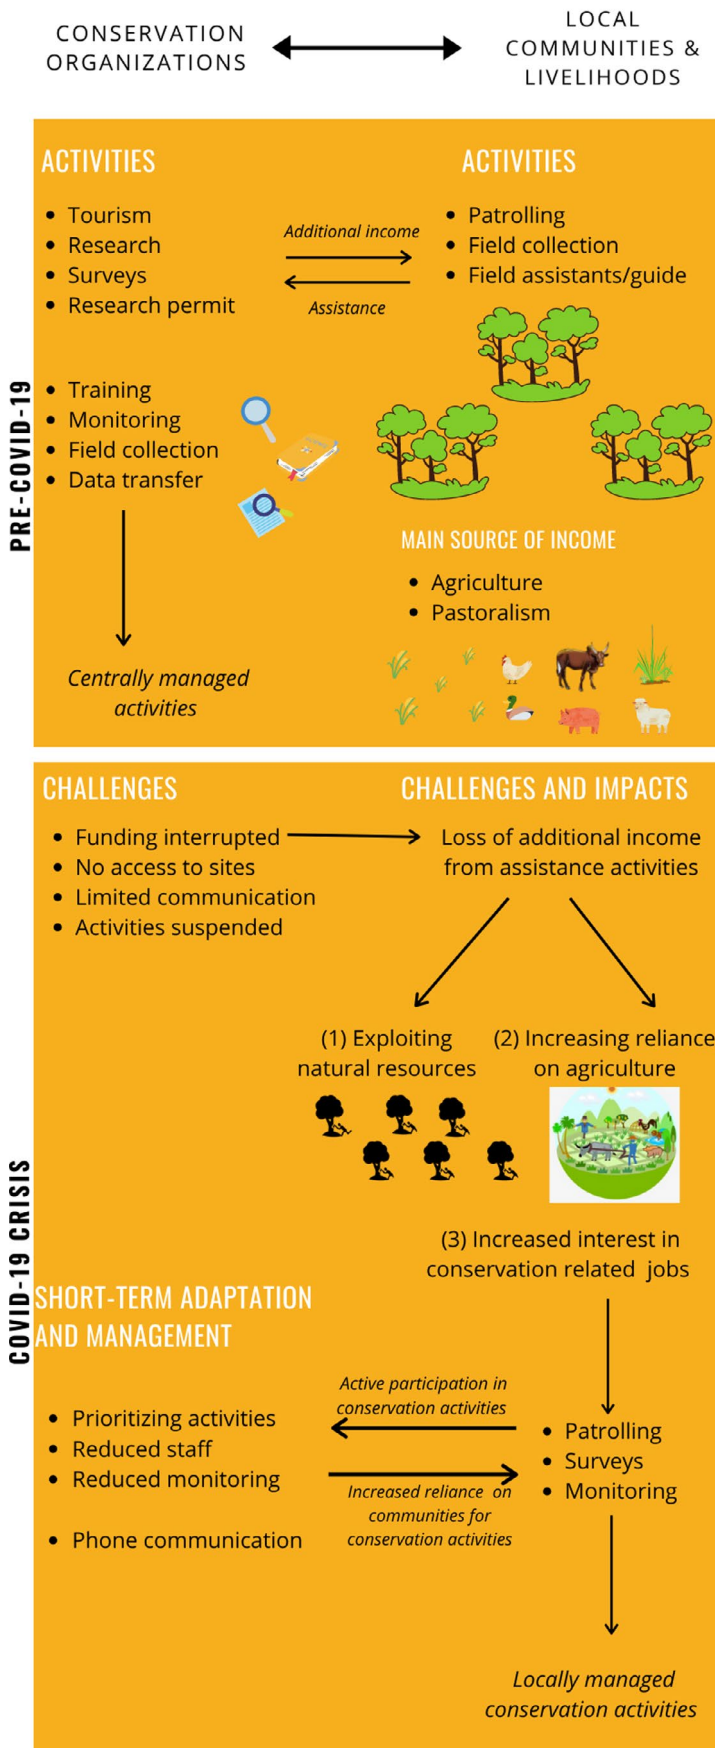 CONSERVATION
ORGANIZATIONS
LOCAL
COMMUNITIES &
LIVELIHOODS
PRE-COVID-19
ACTIVITIES
• Tourism
• Research
• Surveys
• Research permit
• Training
• Monitoring
• Field collection
• Data transfer
Centrally managed
activities
Additional income
Assistance
ACTIVITIES
• Patrolling
• Field collection
• Field assistants/guide
MAIN SOURCE OF INCOME
• Agriculture
• Pastoralism
COVID-19 CRISIS
CHALLENGES
• Funding interrupted
• No access to sites
• Limited communication
• Activities suspended
CHALLENGES AND IMPACTS
Loss of additional income
from assistance activities
(1) Exploiting
natural resources
(2) Increasing reliance
on agriculture
(3) Increased interest in
conservation related jobs
SHORT-TERM ADAPTATION
AND MANAGEMENT
• Prioritizing activities
• Reduced staff
• Reduced monitoring
• Phone communication
Active participation in
conservation activities
Increased reliance on
communities for
conservation activities
• Patrolling
• Surveys
• Monitoring
Locally managed
conservation activities